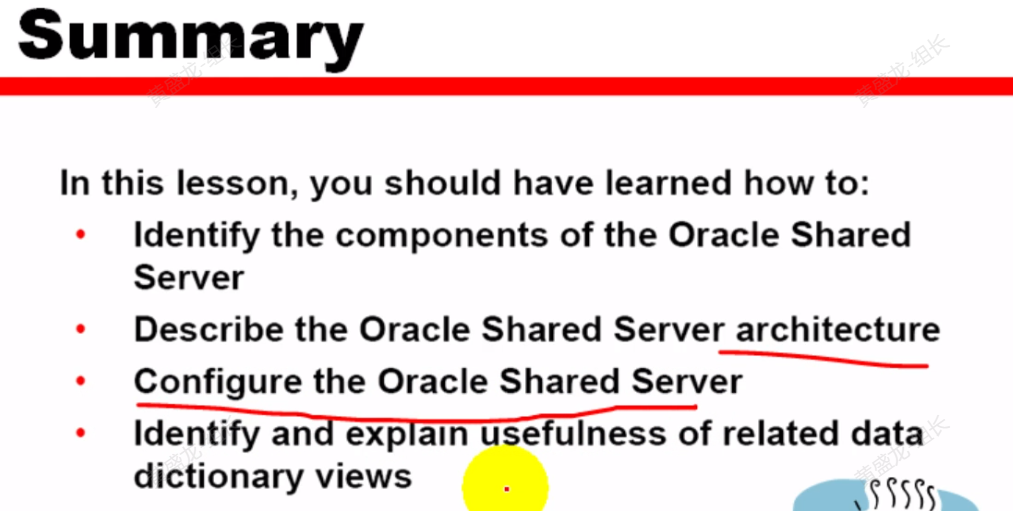 Summary
黄盛龙-组长
黄盛龙-组长
In this lesson, you should have learned how to:
• Identify the components of the Oracle Shared
Server
• Describe the Oracle Shared Server architecture
• Configure the Oracle Shared Server
• Identify and explain usefulness of related data
dictionary views
黄盛龙-组长
黄盛龙-组长